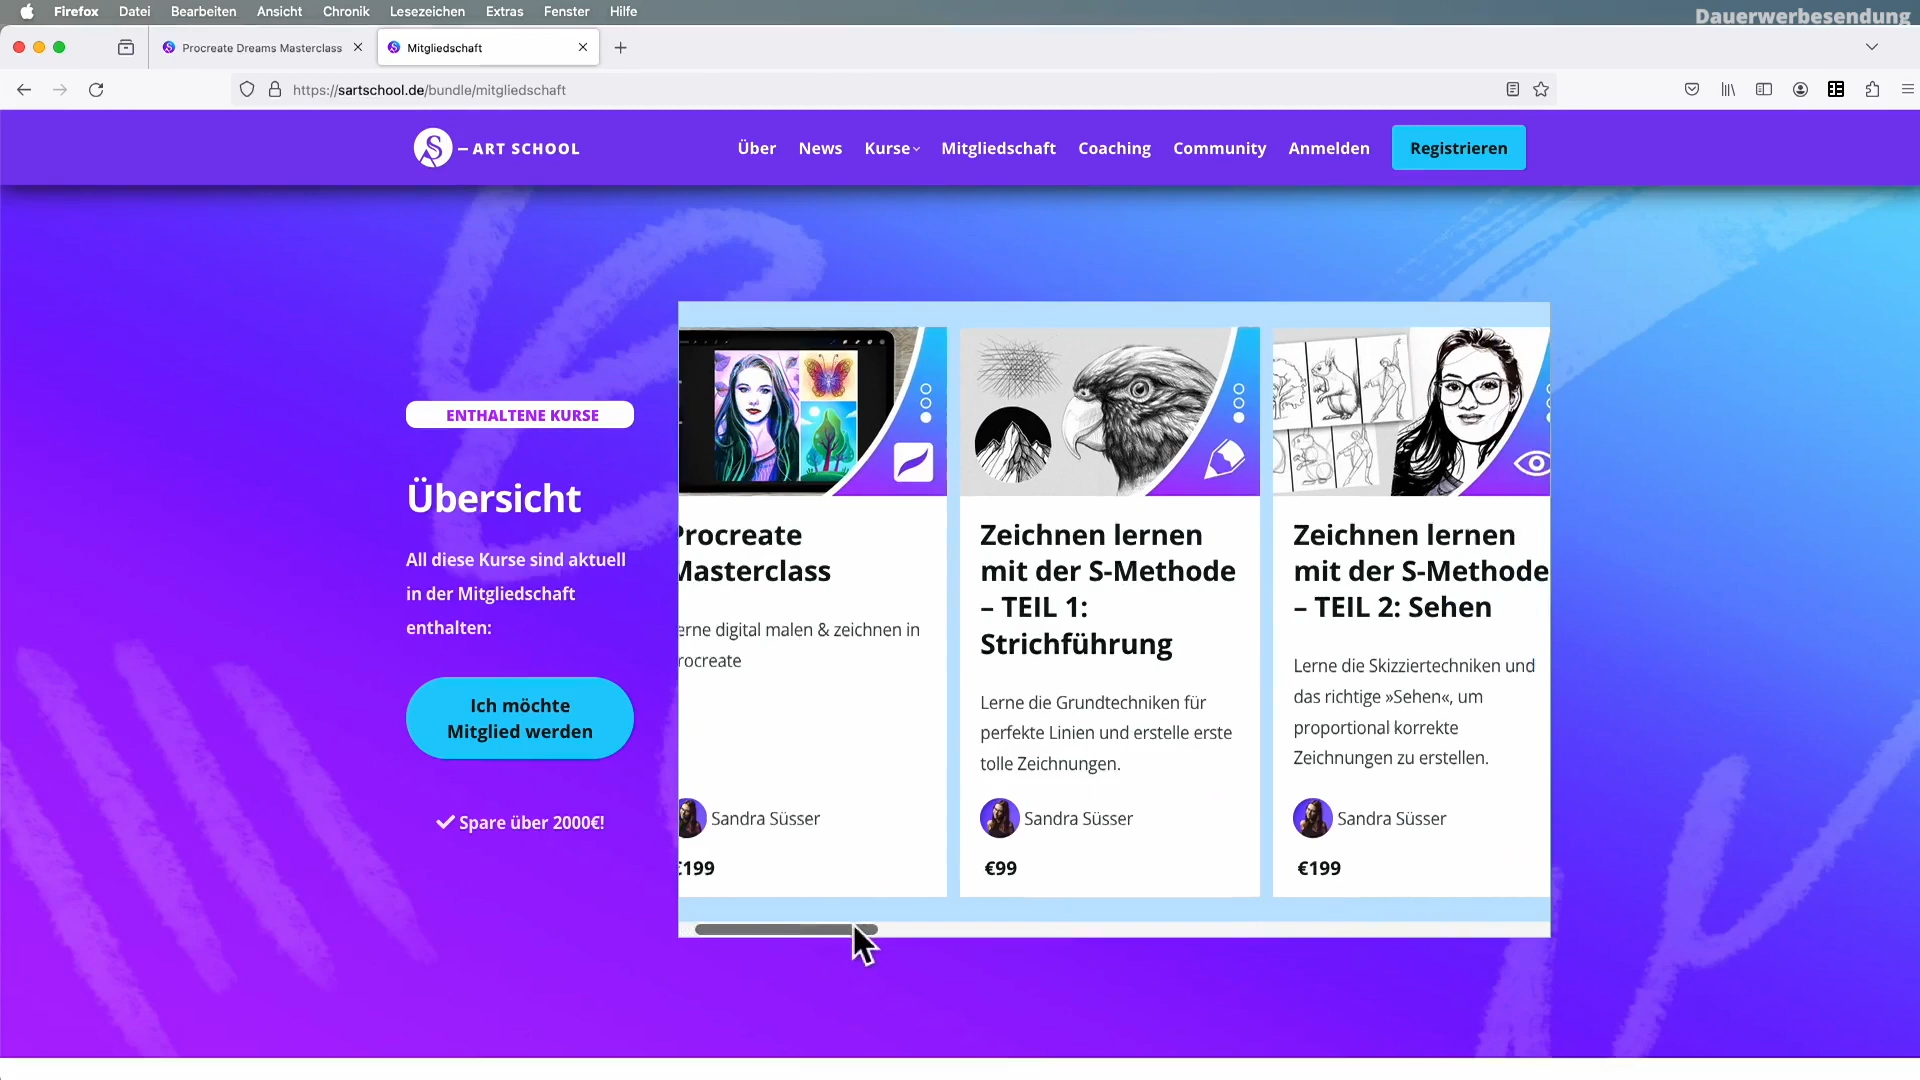 Firefox Datei Bearbeiten Ansicht Chronik Lesezeichen Extras Fenster Hilfe
Dauerwerbesendung
Procreate Dreams Masterclass
Mitgliedschaft
https://sartschool.de/bundle/mitgliedschaft
S – ART SCHOOL
Über News Kurse Mitgliedschaft Coaching Community Anmelden Registrieren
ENTHALTENE KURSE
Übersicht
All diese Kurse sind aktuell
in der Mitgliedschaft
enthalten:
Ich möchte
Mitglied werden
Spare über 2000€!
Procreate
Masterclass
erne digital malen & zeichnen in
rocreate
Sandra Süsser
€199
Zeichnen lernen
mit der S-Methode
– TEIL 1:
Strichführung
Lerne die Grundtechniken für
perfekte Linien und erstelle erste
tolle Zeichnungen.
Sandra Süsser
€99
Zeichnen lernen
mit der S-Methode
– TEIL 2: Sehen
Lerne die Skizziertechniken und
das richtige »Sehen«, um
proportional korrekte
Zeichnungen zu erstellen.
Sandra Süsser
€199